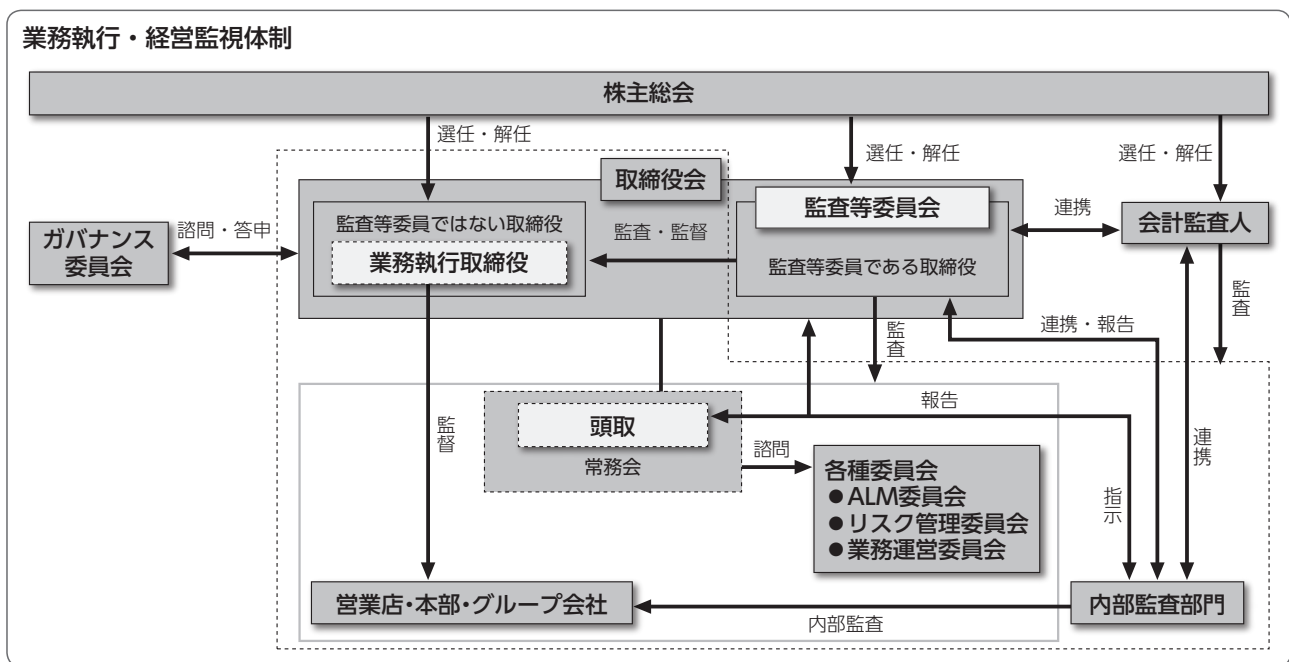 業務執行・経営監視体制
株主総会
選任・解任
選任・解任
選任・解任
取締役会
監査等委員ではない取締役
業務執行取締役
監査・監督
監査等委員会
監査等委員である取締役
連携
会計監査人
ガバナンス
委員会
諮問・答申
監査
監査
連携・報告
報告
頭取
常務会
諮問
各種委員会
●ALM委員会
●リスク管理委員会
●業務運営委員会
監督
指示
連携
営業店・本部・グループ会社
内部監査
内部監査部門